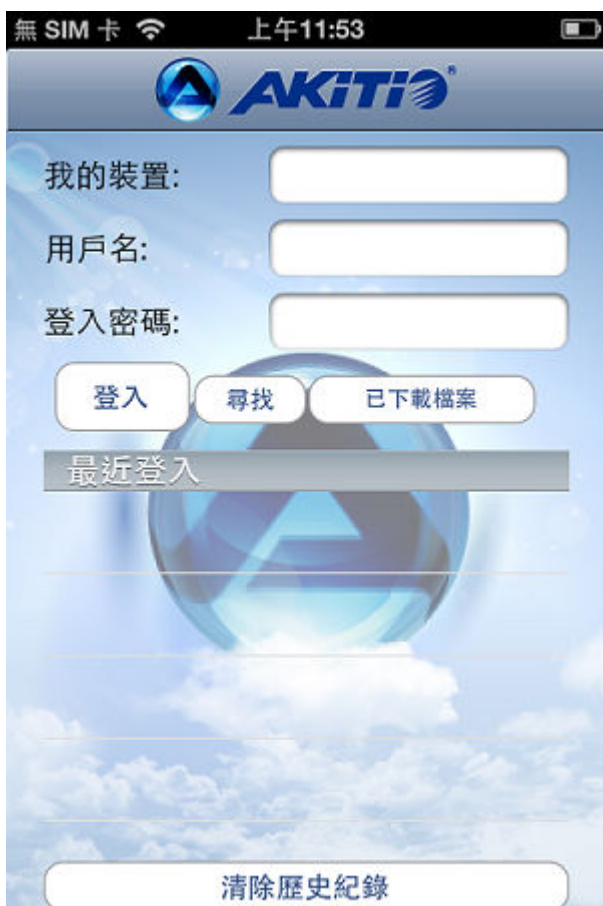 無 SIM 卡 上午11:53
AKiTiO®
我的裝置:
用戶名:
登入密碼:
登入 尋找 已下載檔案
最近登入
清除歷史紀錄